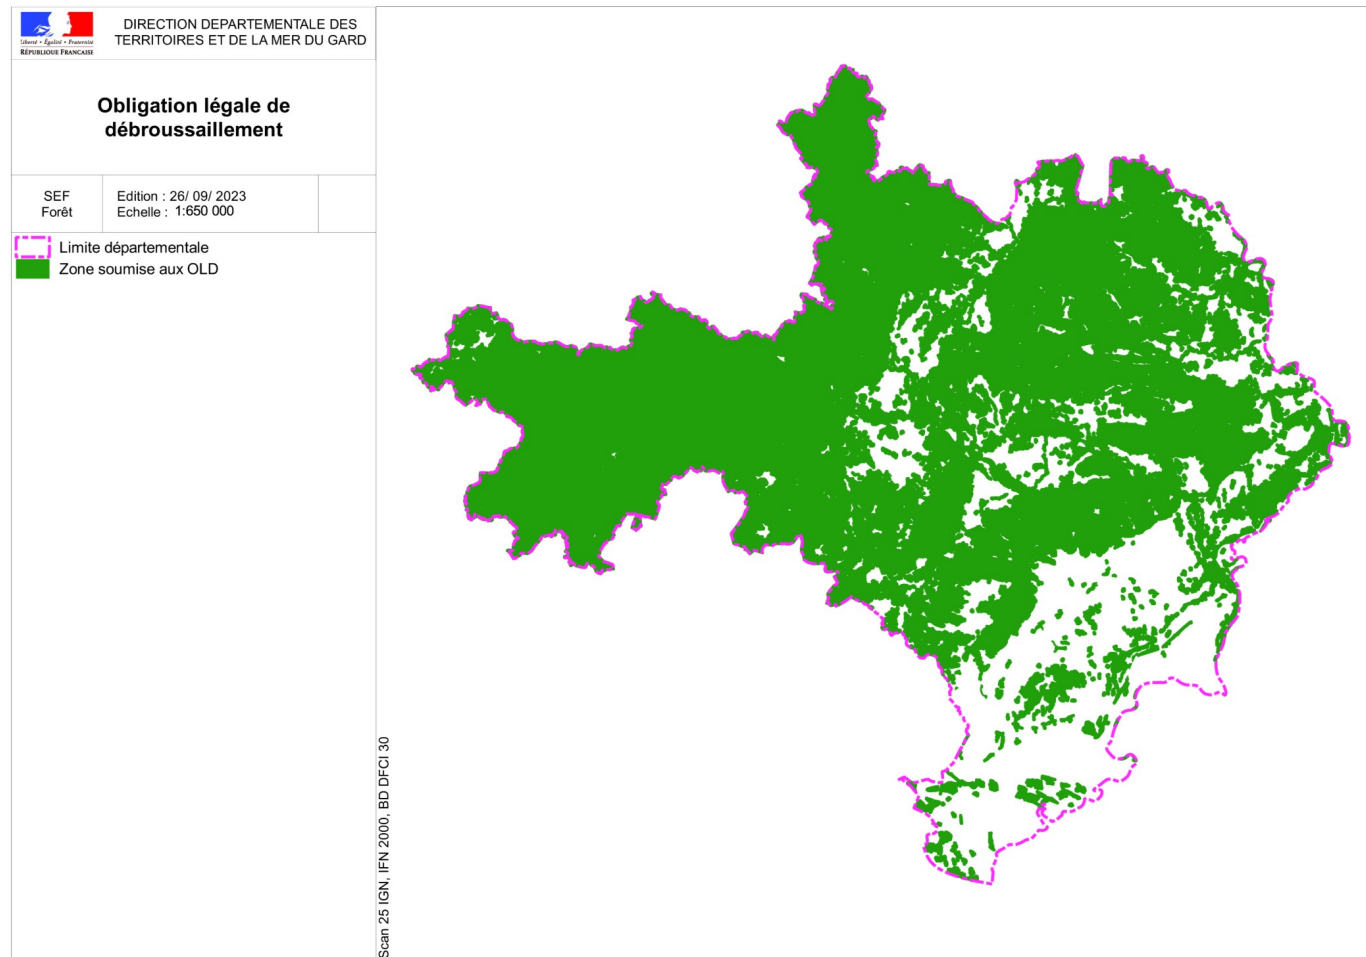 Liberté • Égalité • Fraternité
RÉPUBLIQUE FRANÇAISE
DIRECTION DEPARTEMENTALE DES
TERRITOIRES ET DE LA MER DU GARD
Obligation légale de
débroussaillement
SEF
Forêt
Edition : 26/ 09/ 2023
Echelle : 1:650 000
Limite départementale
Zone soumise aux OLD
Scan 25 IGN, IFN 2000, BD DFCI 30